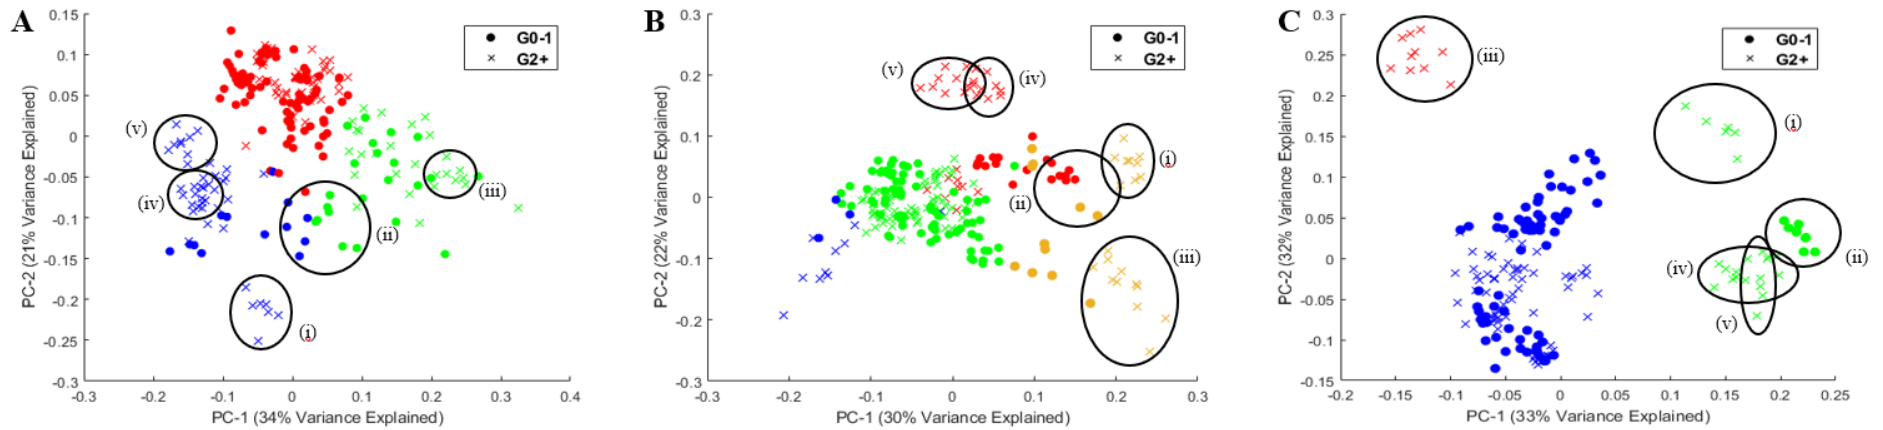 A
PC-2 (21% Variance Explained)
0.15
0.1
0.05
0
-0.05
-0.1
-0.15
-0.2
-0.25
-0.3
-0.3
-0.2
-0.1
0
0.1
0.2
0.3
0.4
PC-1 (34% Variance Explained)
G0-1
G2+
(v)
(iv)
(iii)
(ii)
(i)
B
PC-2 (22% Variance Explained)
0.3
0.2
0.1
0
-0.1
-0.2
-0.3
-0.3
-0.2
-0.1
0
0.1
0.2
0.3
PC-1 (30% Variance Explained)
G0-1
G2+
(v)
(iv)
(i)
(ii)
(iii)
C
PC-2 (32% Variance Explained)
0.3
0.25
0.2
0.15
0.1
0.05
0
-0.05
-0.1
-0.15
-0.2
-0.15
-0.1
-0.05
0
0.05
0.1
0.15
0.2
0.25
PC-1 (33% Variance Explained)
G0-1
G2+
(iii)
(i)
(ii)
(iv)
(v)